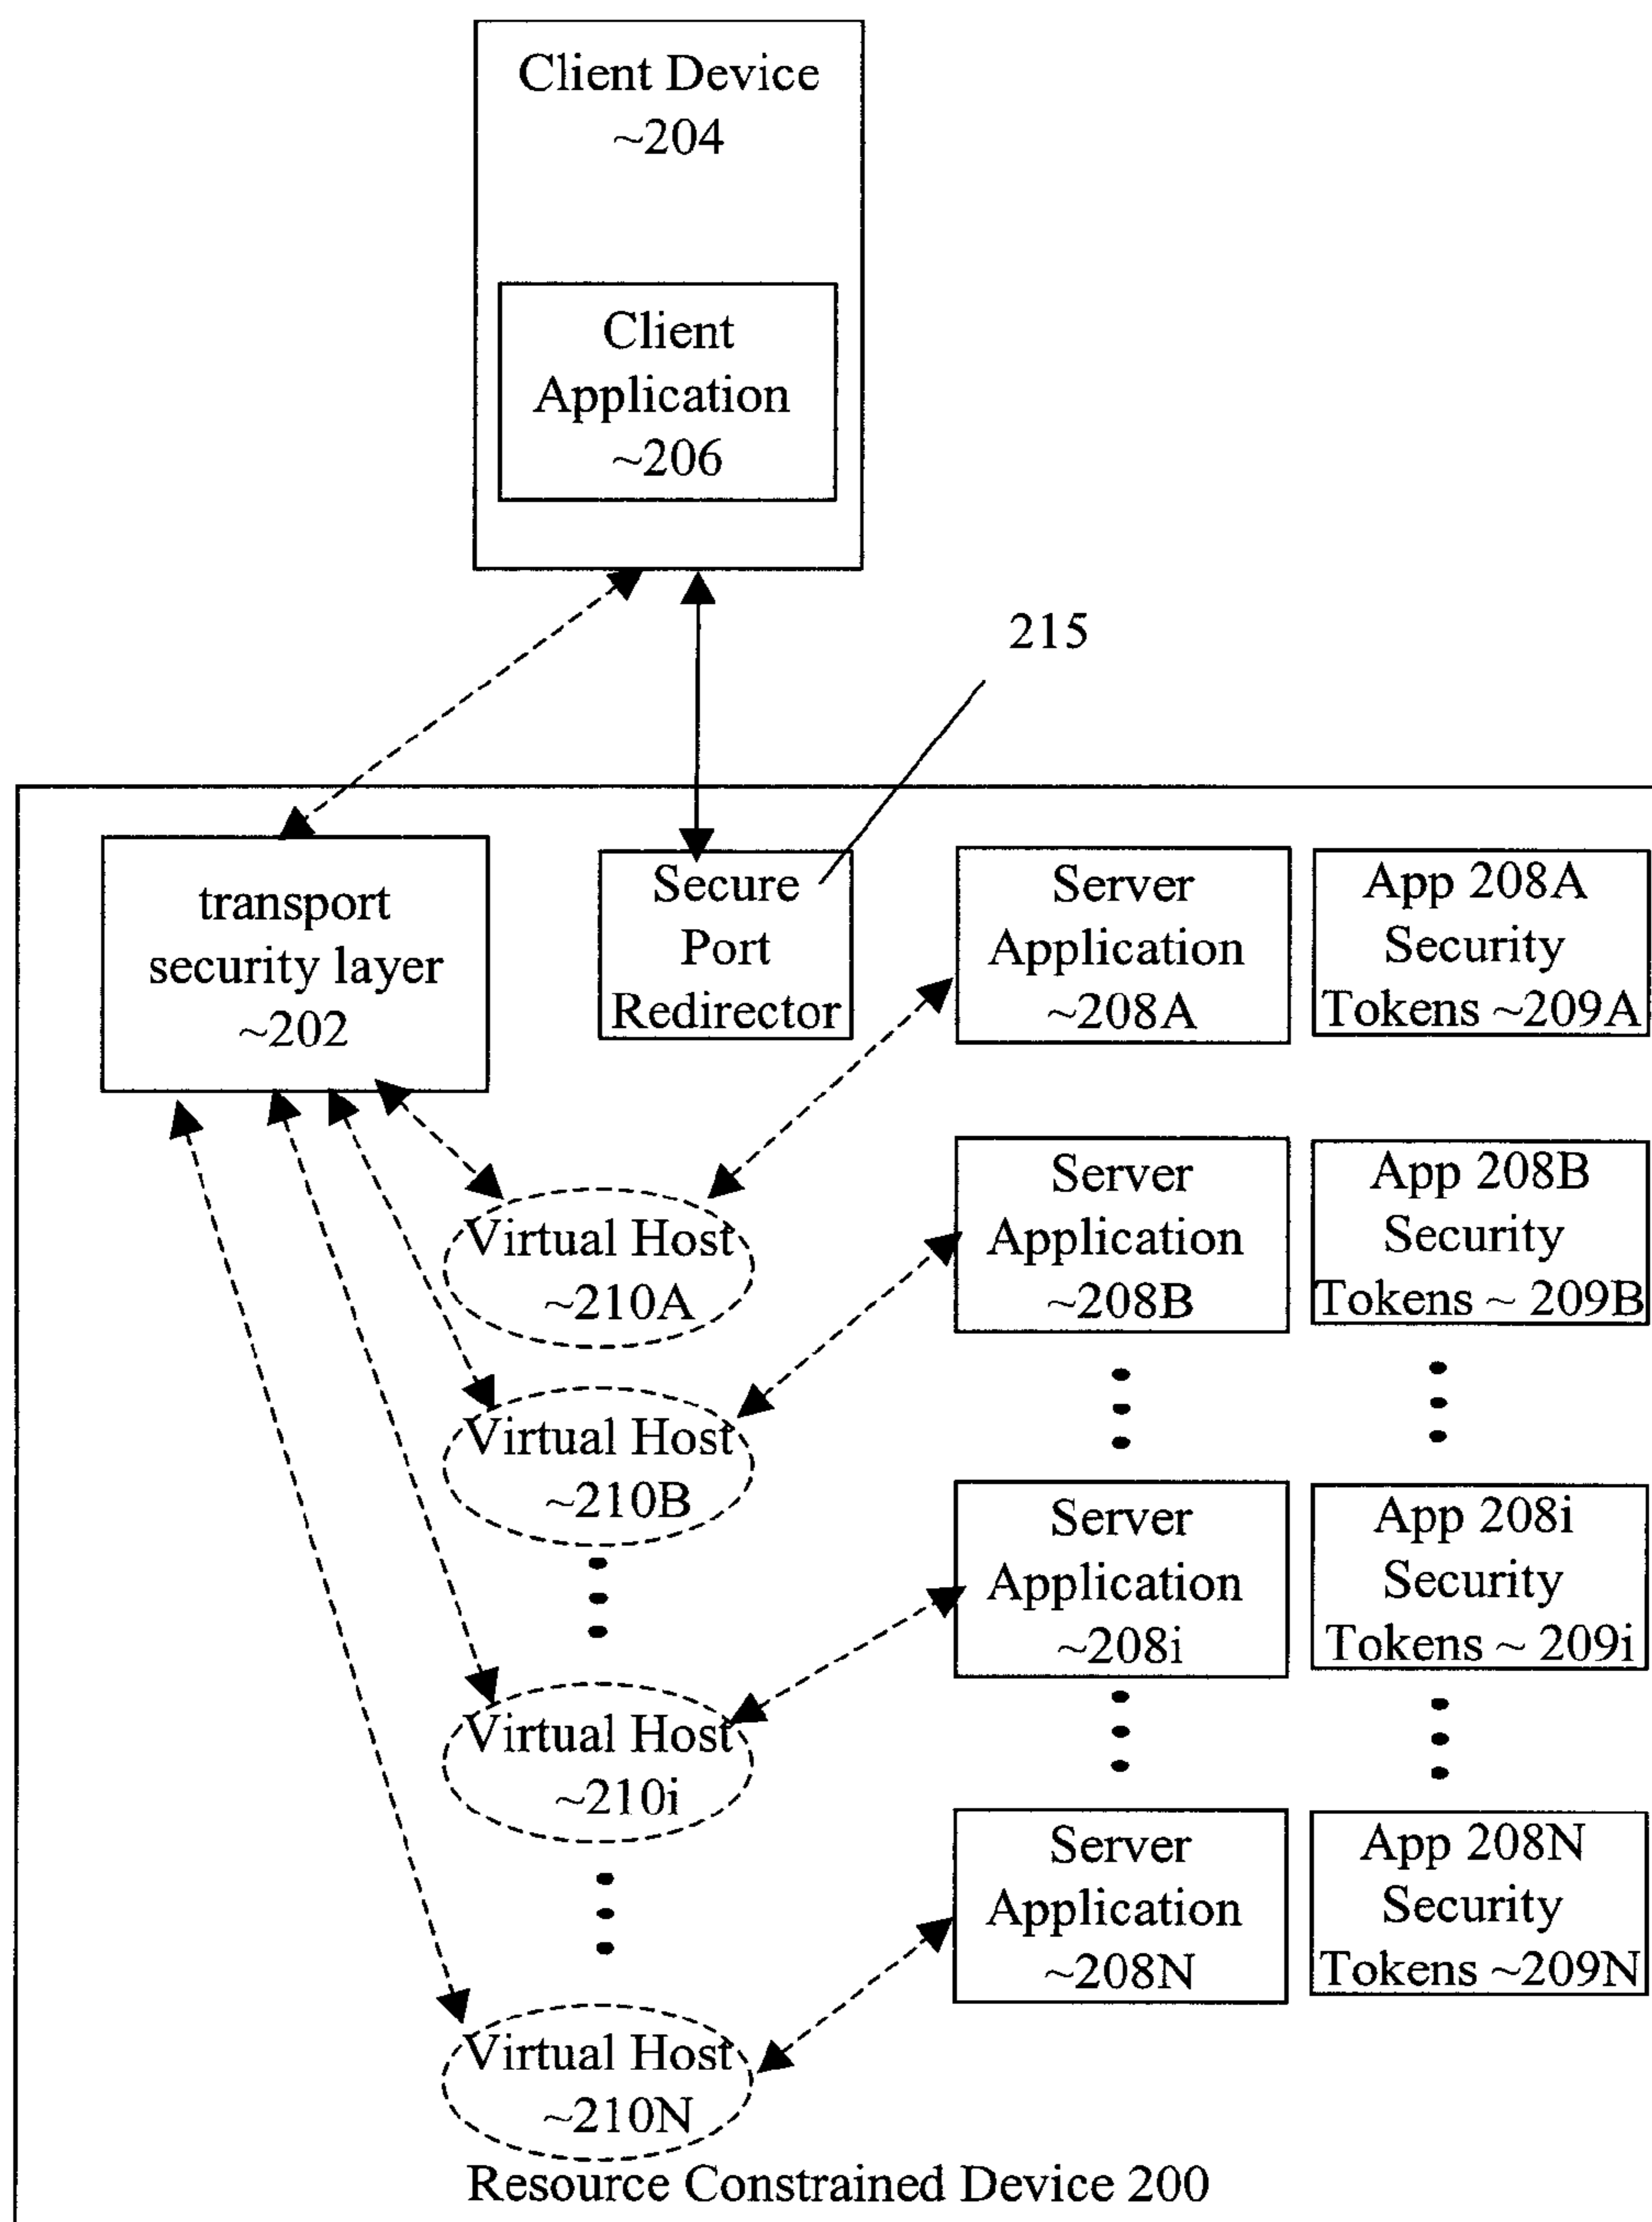 Client Device
~204
Client
Application
~206
215
transport
security layer
~202
Secure
Port
Redirector
Server
Application
~208A
App 208A
Security
Tokens ~209A
Virtual Host
~210A
Server
Application
~208B
App 208B
Security
Tokens ~ 209B
Virtual Host
~210B
Server
Application
~208i
App 208i
Security
Tokens ~ 209i
Virtual Host
~210i
Server
Application
~208N
App 208N
Security
Tokens ~209N
Virtual Host
~210N
Resource Constrained Device 200